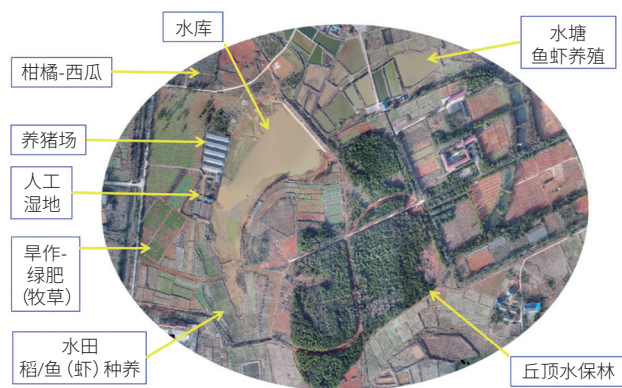 水库
水塘
鱼虾养殖
柑橘-西瓜
养猪场
人工
湿地
旱作-
绿肥
(牧草)
水田
稻/鱼(虾)种养
丘顶水保林